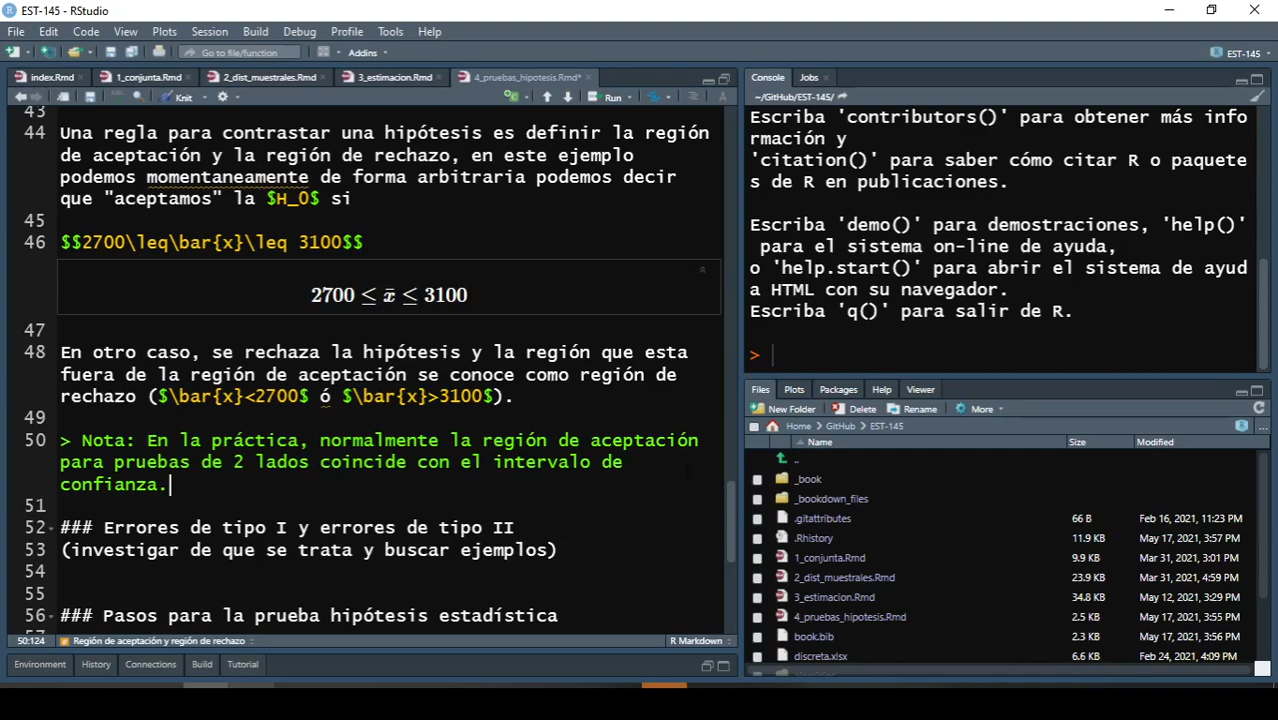 EST-145 - RStudio
File Edit Code View Plots Session Build Debug Profile Tools Help
Go to file/function Addins EST-145
index.Rmd 1_conjunta.Rmd 2_dist_muestrales.Rmd 3_estimacion.Rmd 4_pruebas_hipotesis.Rmd*
Knit Run
43
44 Una regla para contrastar una hipótesis es definir la región
de aceptación y la región de rechazo, en este ejemplo
podemos momentaneamente de forma arbitraria podemos decir
que "aceptamos" la $H_0$ si
45
46 $$2700\leq\bar{x}\leq 3100$$
2700 ≤ x̄ ≤ 3100
47
48 En otro caso, se rechaza la hipótesis y la región que esta
fuera de la región de aceptación se conoce como región de
rechazo ($\bar{x}<2700$ ó $\bar{x}>3100$).
49
50 > Nota: En la práctica, normalmente la región de aceptación
para pruebas de 2 lados coincide con el intervalo de
confianza.
51
52 ### Errores de tipo I y errores de tipo II
53 (investigar de que se trata y buscar ejemplos)
54
55
56 ### Pasos para la prueba hipótesis estadística
57
50:124 Región de aceptación y región de rechazo R Markdown
Environment History Connections Build Tutorial
Console Jobs
~/GitHub/EST-145/
Escriba 'contributors()' para obtener más info
rmación y
'citation()' para saber cómo citar R o paquete
s de R en publicaciones.
Escriba 'demo()' para demostraciones, 'help()'
para el sistema on-line de ayuda,
o 'help.start()' para abrir el sistema de ayud
a HTML con su navegador.
Escriba 'q()' para salir de R.
>
Files Plots Packages Help Viewer
New Folder Delete Rename More
Home GitHub EST-145 ...
Name Size Modified
..
_book
_bookdown_files
.gitattributes 66 B Feb 16, 2021, 11:23 PM
.Rhistory 11.9 KB May 17, 2021, 3:57 PM
1_conjunta.Rmd 9.9 KB Mar 31, 2021, 3:01 PM
2_dist_muestrales.Rmd 23.9 KB Mar 31, 2021, 4:59 PM
3_estimacion.Rmd 34.8 KB May 12, 2021, 3:29 PM
4_pruebas_hipotesis.Rmd 2.5 KB May 17, 2021, 3:55 PM
book.bib 2.3 KB May 17, 2021, 3:56 PM
discreta.xlsx 6.6 KB Feb 24, 2021, 4:09 PM